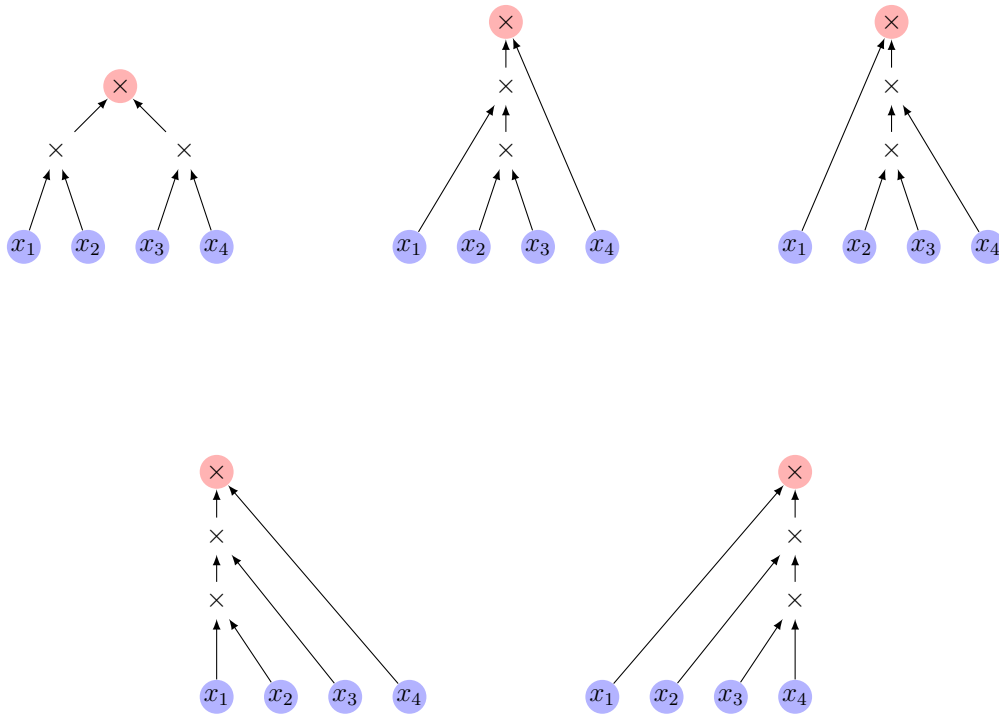 × × ×
× ×
× × × ×
x₁ x₂ x₃ x₄ x₁ x₂ x₃ x₄ x₁ x₂ x₃ x₄
× ×
× ×
× ×
x₁ x₂ x₃ x₄ x₁ x₂ x₃ x₄